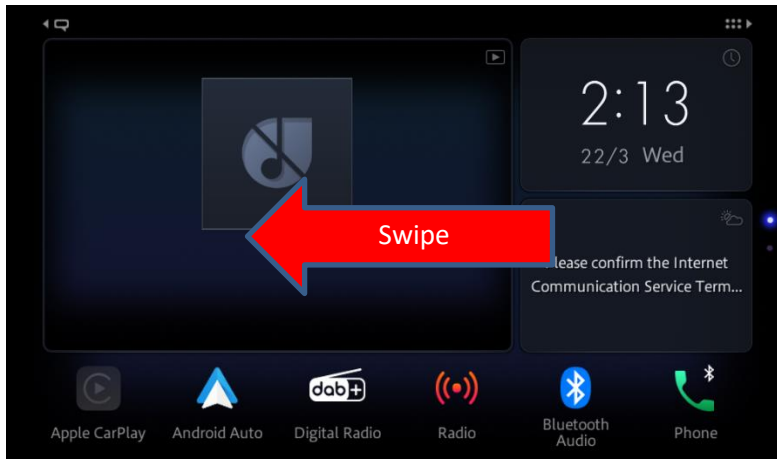 2:13
22/3 Wed
Swipe
Please confirm the Internet
Communication Service Term...
dab+
Apple CarPlay
Android Auto
Digital Radio
Radio
Bluetooth
Audio
Phone